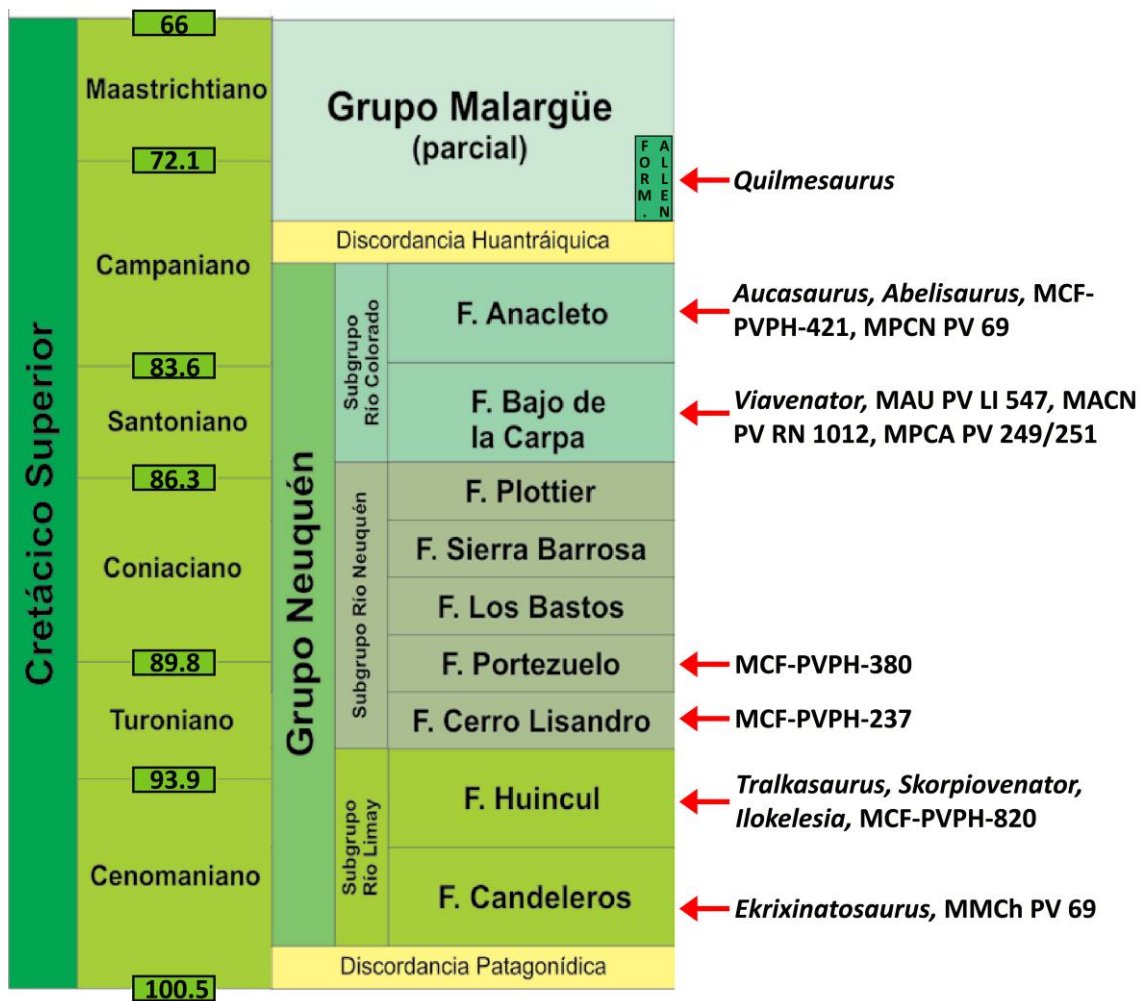 Cretácico Superior
66
Maastrichtiano
72.1
Campaniano
83.6
Santoniano
86.3
Coniaciano
89.8
Turoniano
93.9
Cenomaniano
100.5
Grupo Malargüe
(parcial)
FORM.
ALLEN
Discordancia Huantráiquica
Grupo Neuquén
Subgrupo
Río Colorado
F. Anacleto
F. Bajo de
la Carpa
Subgrupo Río Neuquén
F. Plottier
F. Sierra Barrosa
F. Los Bastos
F. Portezuelo
F. Cerro Lisandro
Subgrupo
Río Limay
F. Huincul
F. Candeleros
Discordancia Patagonídica
Quilmesaurus
Aucasaurus, Abelisaurus, MCF-
PVPH-421, MPCN PV 69
Viavenator, MAU PV LI 547, MACN
PV RN 1012, MPCA PV 249/251
MCF-PVPH-380
MCF-PVPH-237
Tralkasaurus, Skorpiovenator,
Ilokelesia, MCF-PVPH-820
Ekrixinatosaurus, MMCh PV 69